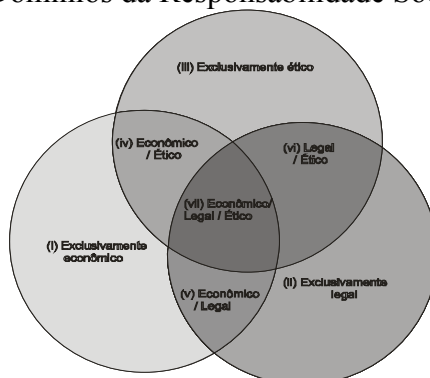 Domínios da Responsabilidade So
(iii) Exclusivamente ético
(iv) Econômico
/ Ético
(vi) Legal
/ Ético
(vii) Econômico/
Legal / Ético
(i) Exclusivamente
econômico
(ii) Exclusivamente
legal
(v) Econômico
/ Legal